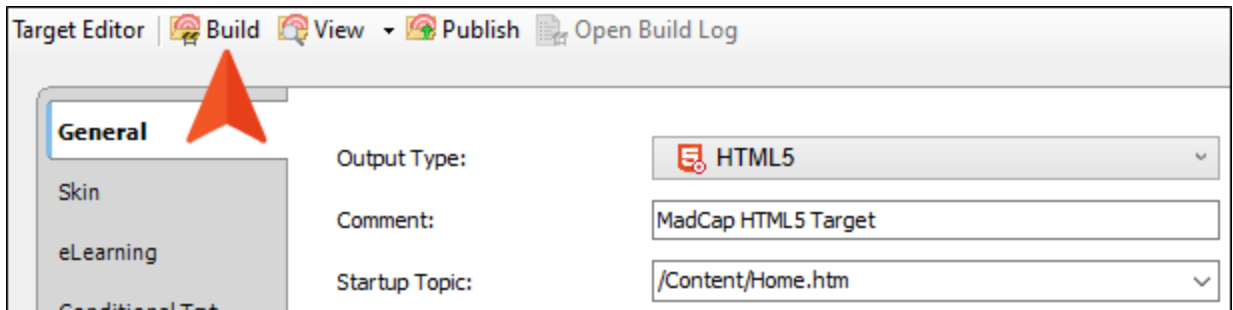 Target Editor Build View Publish Open Build Log
General
Output Type: HTML5
Skin
Comment: MadCap HTML5 Target
eLearning
Startup Topic: /Content/Home.htm